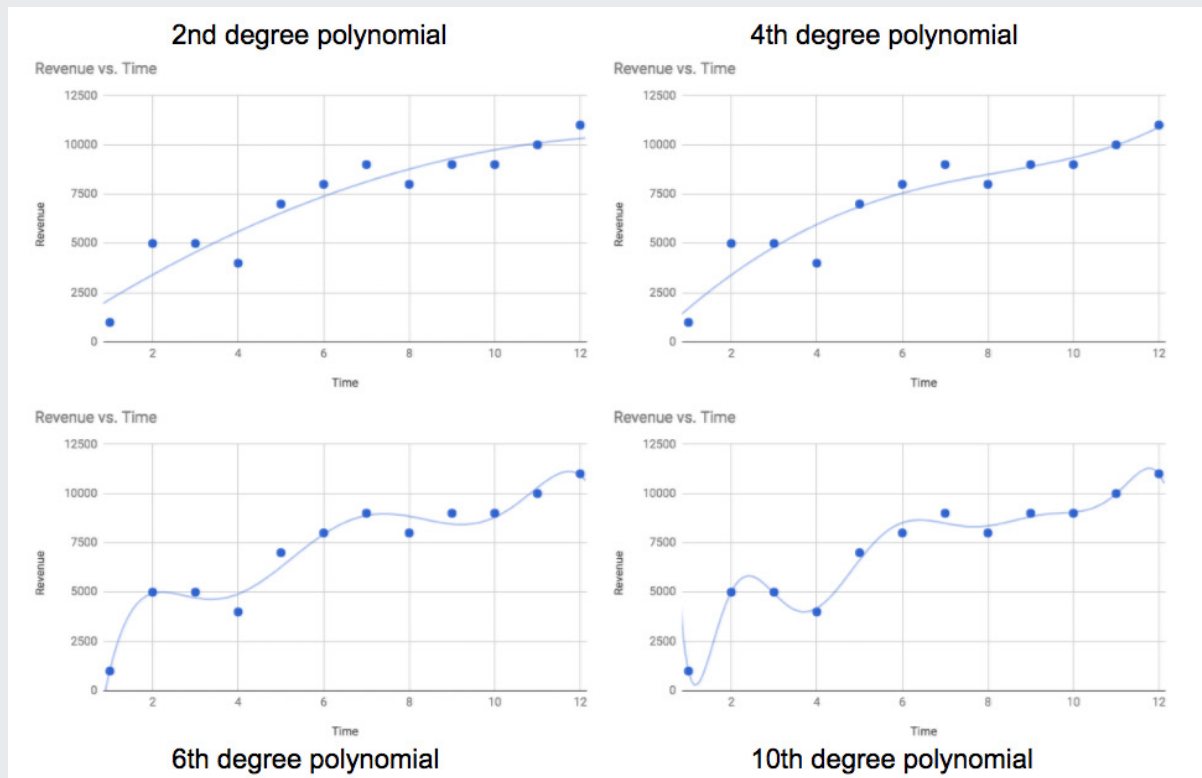 2nd degree polynomial
Revenue vs. Time
12500
10000
7500
5000
2500
0
Revenue
2 4 6 8 10 12
Time
4th degree polynomial
Revenue vs. Time
12500
10000
7500
5000
2500
0
Revenue
2 4 6 8 10 12
Time
Revenue vs. Time
12500
10000
7500
5000
2500
0
Revenue
2 4 6 8 10 12
Time
6th degree polynomial
Revenue vs. Time
12500
10000
7500
5000
2500
0
Revenue
2 4 6 8 10 12
Time
10th degree polynomial